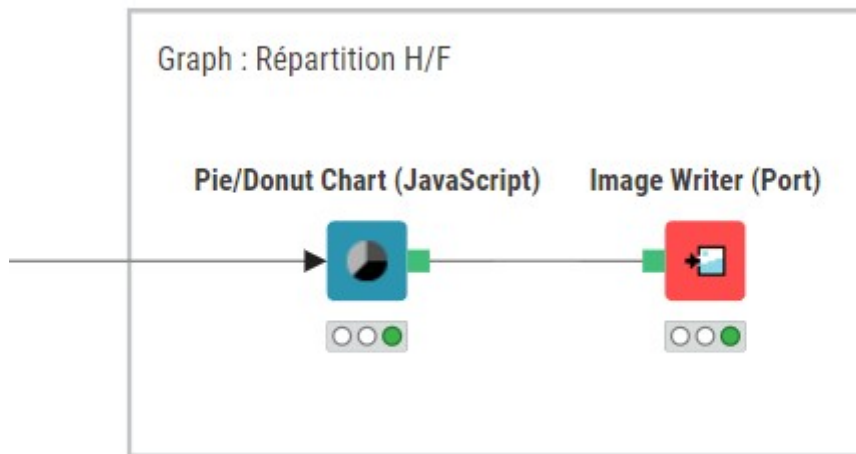 Graph : Répartition H/F
Pie/Donut Chart (JavaScript)
Image Writer (Port)